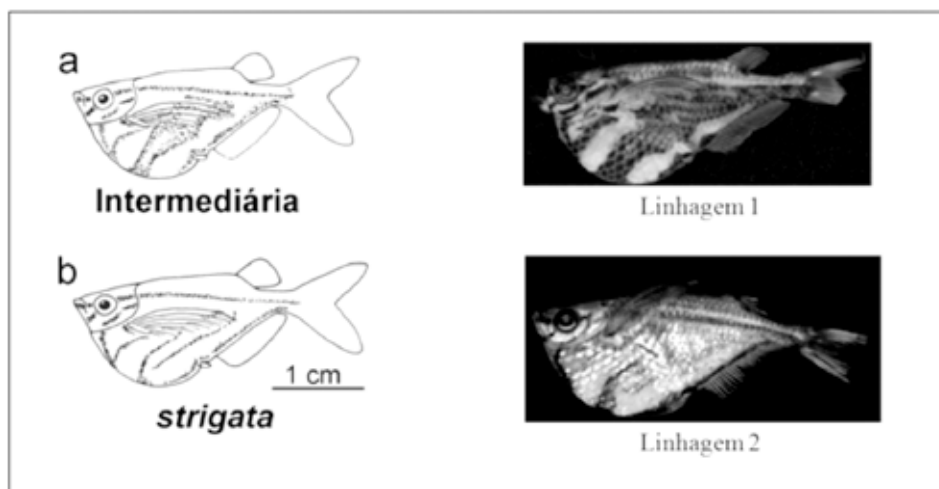 a
Intermediária
Linhagem 1
b
1 cm
strigata
Linhagem 2